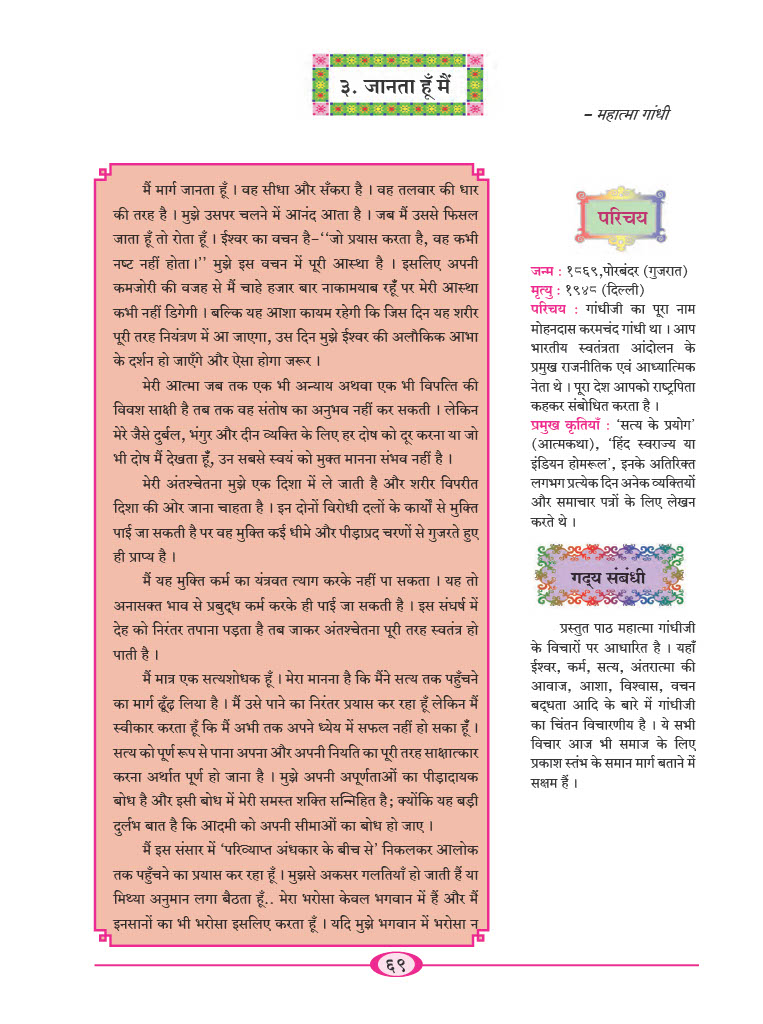 ३. जानता हूँ मैं
– महात्मा गांधी
मैं मार्ग जानता हूँ । वह सीधा और सँकरा है । वह तलवार की धार
की तरह है । मुझे उसपर चलने में आनंद आता है । जब मैं उससे फिसल
जाता हूँ तो रोता हूँ । ईश्वर का वचन है–‘‘जो प्रयास करता है, वह कभी
नष्ट नहीं होता ।’’ मुझे इस वचन में पूरी आस्था है । इसलिए अपनी
कमजोरी की वजह से मैं चाहे हजार बार नाकामयाब रहूँ पर मेरी आस्था
कभी नहीं डिगेगी । बल्कि यह आशा कायम रहेगी कि जिस दिन यह शरीर
पूरी तरह नियंत्रण में आ जाएगा, उस दिन मुझे ईश्वर की अलौकिक आभा
के दर्शन हो जाएँगे और ऐसा होगा जरूर ।
मेरी आत्मा जब तक एक भी अन्याय अथवा एक भी विपत्ति की
विवश साक्षी है तब तक वह संतोष का अनुभव नहीं कर सकती । लेकिन
मेरे जैसे दुर्बल, भंगुर और दीन व्यक्ति के लिए हर दोष को दूर करना या जो
भी दोष मैं देखता हूँ, उन सबसे स्वयं को मुक्त मानना संभव नहीं है ।
मेरी अंतश्चेतना मुझे एक दिशा में ले जाती है और शरीर विपरीत
दिशा की ओर जाना चाहता है । इन दोनों विरोधी दलों के कार्यों से मुक्ति
पाई जा सकती है पर वह मुक्ति कई धीमे और पीड़ाप्रद चरणों से गुजरते हुए
ही प्राप्य है ।
मैं यह मुक्ति कर्म का यंत्रवत त्याग करके नहीं पा सकता । यह तो
अनासक्त भाव से प्रबुद्ध कर्म करके ही पाई जा सकती है । इस संघर्ष में
देह को निरंतर तपाना पड़ता है तब जाकर अंतश्चेतना पूरी तरह स्वतंत्र हो
पाती है ।
मैं मात्र एक सत्यशोधक हूँ । मेरा मानना है कि मैंने सत्य तक पहुँचने
का मार्ग ढूँढ़ लिया है । मैं उसे पाने का निरंतर प्रयास कर रहा हूँ लेकिन मैं
स्वीकार करता हूँ कि मैं अभी तक अपने ध्येय में सफल नहीं हो सका हूँ ।
सत्य को पूर्ण रूप से पाना अपना और अपनी नियति का पूरी तरह साक्षात्कार
करना अर्थात पूर्ण हो जाना है । मुझे अपनी अपूर्णताओं का पीड़ादायक
बोध है और इसी बोध में मेरी समस्त शक्ति सन्निहित है; क्योंकि यह बड़ी
दुर्लभ बात है कि आदमी को अपनी सीमाओं का बोध हो जाए ।
मैं इस संसार में ‘परिव्याप्त अंधकार के बीच से’ निकलकर आलोक
तक पहुँचने का प्रयास कर रहा हूँ । मुझसे अकसर गलतियाँ हो जाती हैं या
मिथ्या अनुमान लगा बैठता हूँ.. मेरा भरोसा केवल भगवान में हैं और मैं
इनसानों का भी भरोसा इसलिए करता हूँ । यदि मुझे भगवान में भरोसा न
परिचय
जन्म : १८६९,पोरबंदर (गुजरात)
मृत्यु : १९४८ (दिल्ली)
परिचय : गांधीजी का पूरा नाम
मोहनदास करमचंद गांधी था । आप
भारतीय स्वतंत्रता आंदोलन के
प्रमुख राजनीतिक एवं आध्यात्मिक
नेता थे । पूरा देश आपको राष्ट्रपिता
कहकर संबोधित करता है ।
प्रमुख कृतियाँ : ‘सत्य के प्रयोग’
(आत्मकथा), ‘हिंद स्वराज्य या
इंडियन होमरूल’, इनके अतिरिक्त
लगभग प्रत्येक दिन अनेक व्यक्तियों
और समाचार पत्रों के लिए लेखन
करते थे ।
गद्य संबंधी
प्रस्तुत पाठ महात्मा गांधीजी
के विचारों पर आधारित है । यहाँ
ईश्वर, कर्म, सत्य, अंतरात्मा की
आवाज, आशा, विश्वास, वचन
बद्धता आदि के बारे में गांधीजी
का चिंतन विचारणीय है । ये सभी
विचार आज भी समाज के लिए
प्रकाश स्तंभ के समान मार्ग बताने में
सक्षम हैं ।
६९